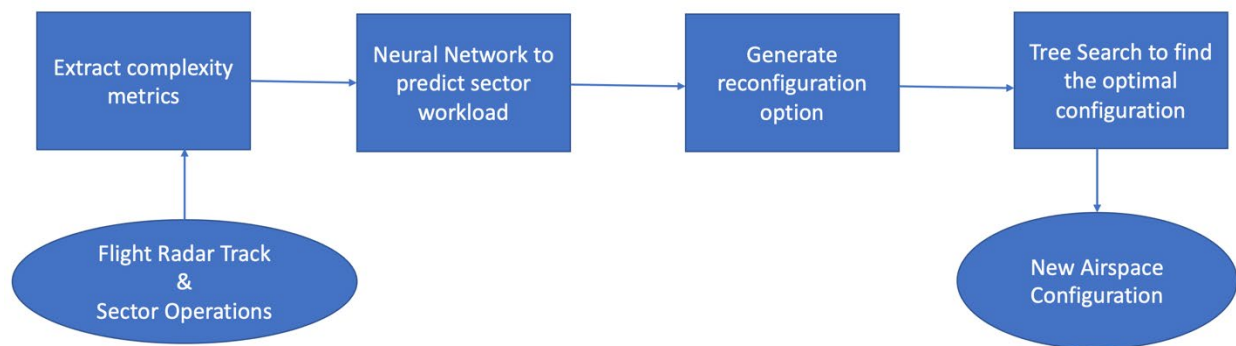 Extract complexity
metrics
Neural Network to
predict sector
workload
Generate
reconfiguration
option
Tree Search to find
the optimal
configuration
Flight Radar Track
&
Sector Operations
New Airspace
Configuration